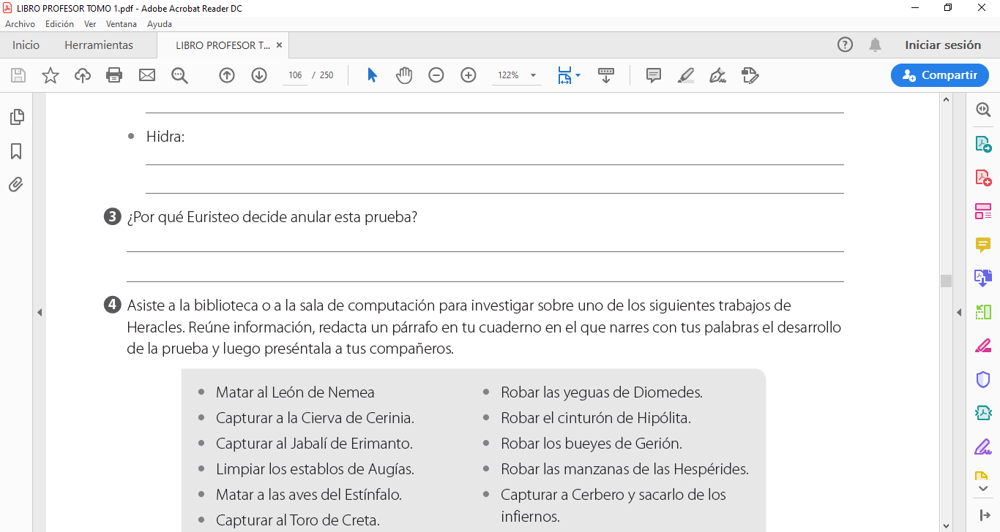 LIBRO PROFESOR TOMO 1.pdf - Adobe Acrobat Reader DC
Archivo Edición Ver Ventana Ayuda
Inicio Herramientas LIBRO PROFESOR T... × Iniciar sesión
106 / 250 122% Compartir
• Hidra:
3 ¿Por qué Euristeo decide anular esta prueba?
4 Asiste a la biblioteca o a la sala de computación para investigar sobre uno de los siguientes trabajos de
Heracles. Reúne información, redacta un párrafo en tu cuaderno en el que narres con tus palabras el desarrollo
de la prueba y luego preséntala a tus compañeros.
• Matar al León de Nemea
• Capturar a la Cierva de Cerinia.
• Capturar al Jabalí de Erimanto.
• Limpiar los establos de Augías.
• Matar a las aves del Estínfalo.
• Capturar al Toro de Creta.
• Robar las yeguas de Diomedes.
• Robar el cinturón de Hipólita.
• Robar los bueyes de Gerión.
• Robar las manzanas de las Hespérides.
• Capturar a Cerbero y sacarlo de los
infiernos.